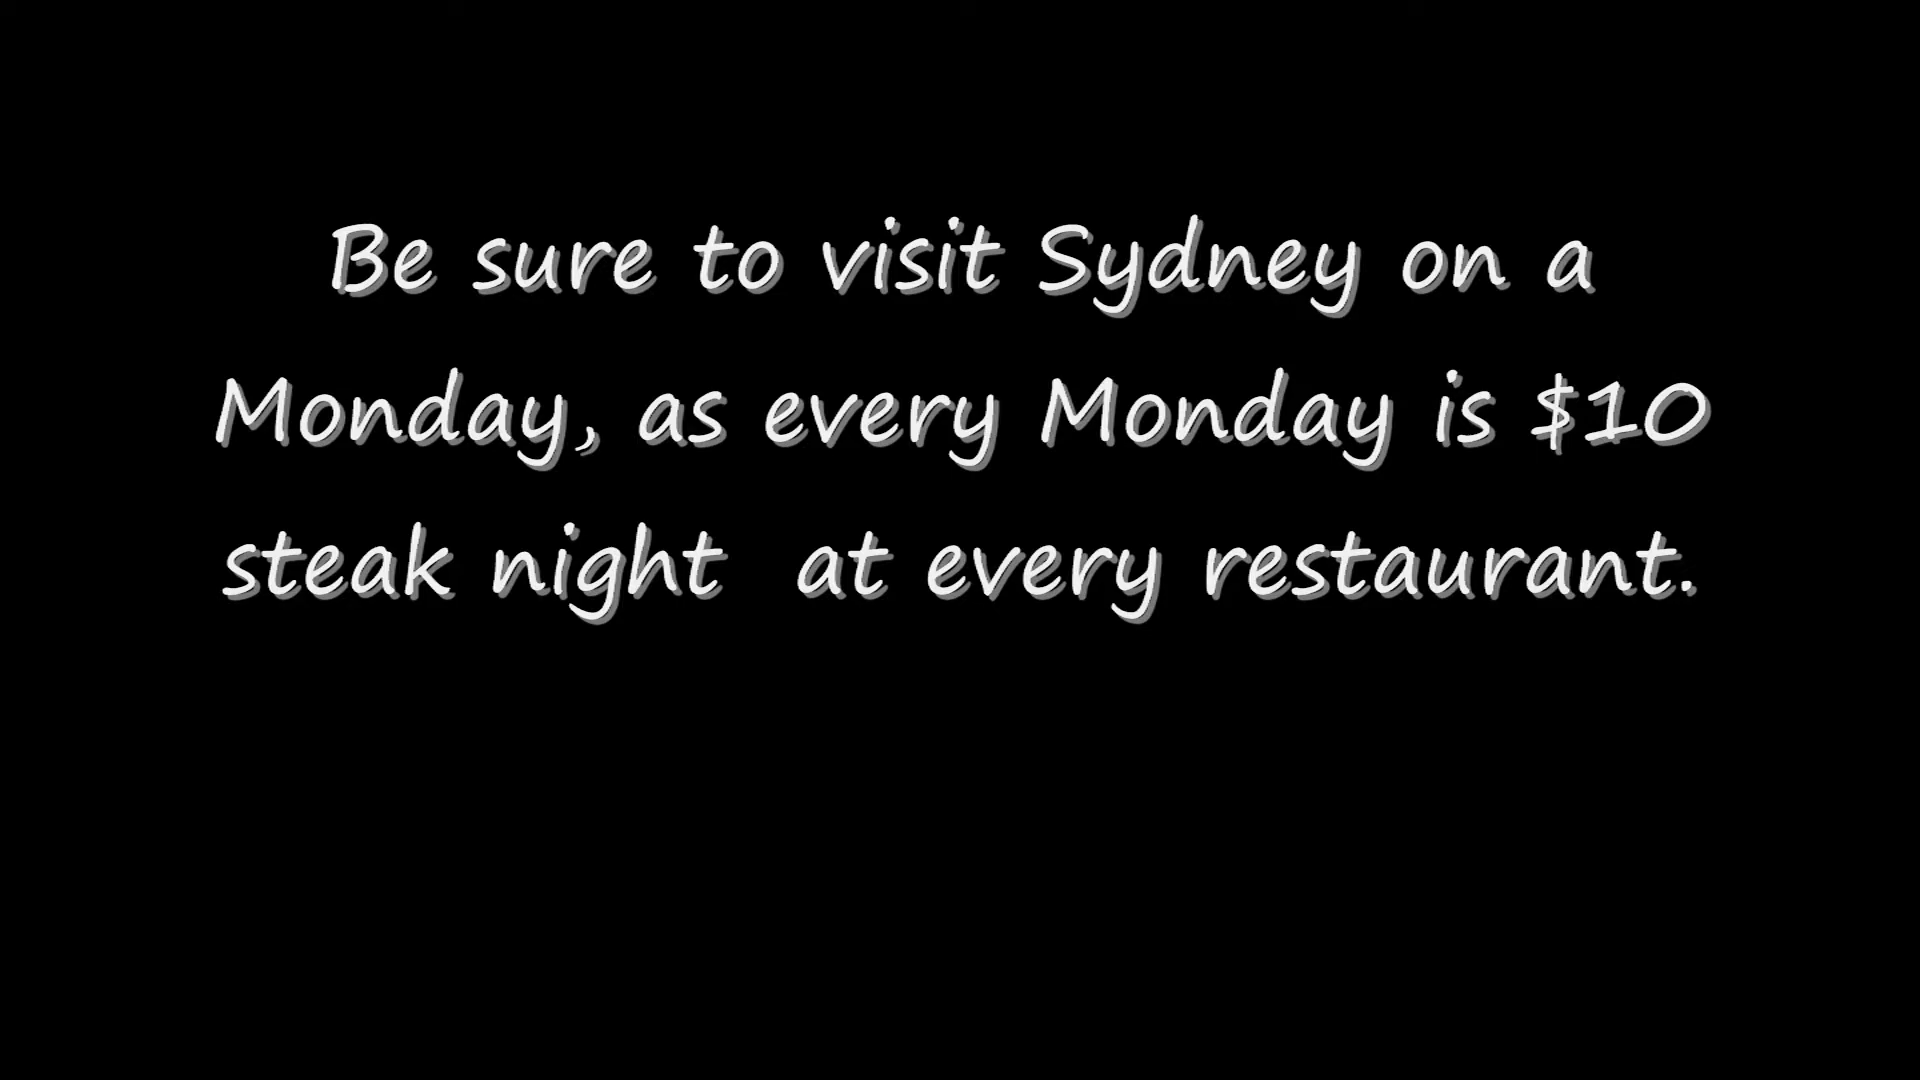 Be sure to visit Sydney on a
Monday, as every Monday is $10
steak night  at every restaurant.